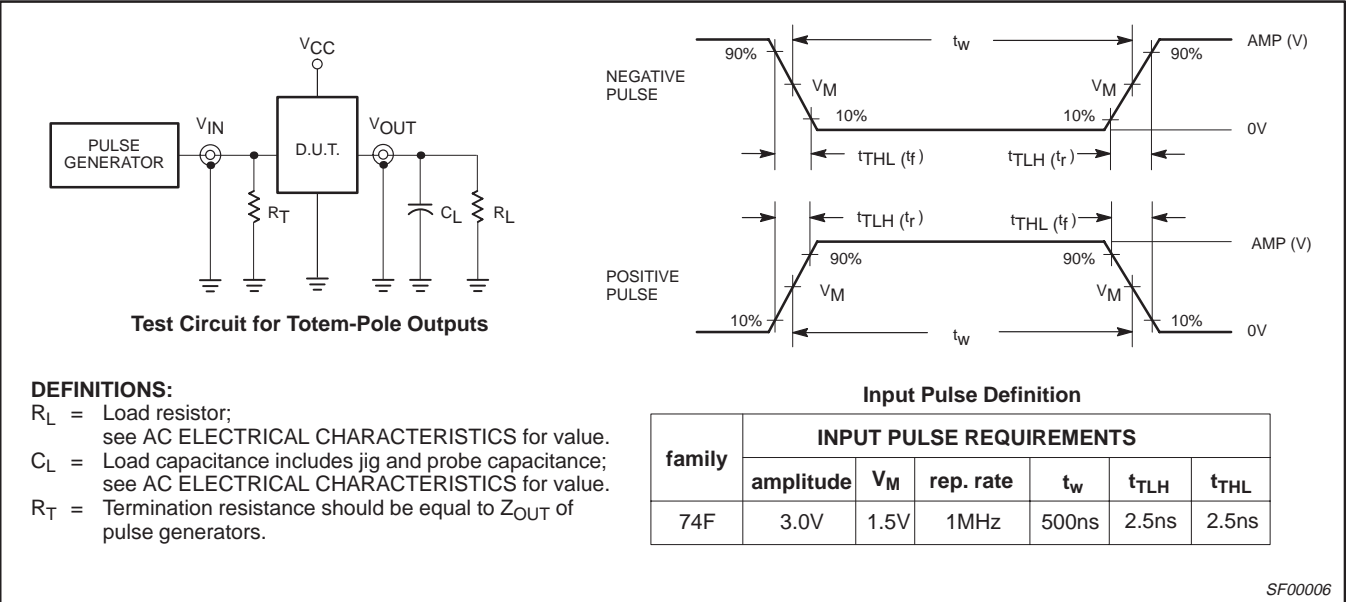 VCC
PULSE
GENERATOR
VIN
D.U.T.
VOUT
RT
CL
RL
Test Circuit for Totem-Pole Outputs
NEGATIVE
PULSE
90%
tW
90%
AMP (V)
VM
VM
10%
10%
0V
tTHL (tf)
tTLH (tr)
tTLH (tr)
tTHL (tf)
AMP (V)
POSITIVE
PULSE
90%
90%
VM
VM
10%
tW
10%
0V
DEFINITIONS:
RL = Load resistor;
see AC ELECTRICAL CHARACTERISTICS for value.
CL = Load capacitance includes jig and probe capacitance;
see AC ELECTRICAL CHARACTERISTICS for value.
RT = Termination resistance should be equal to ZOUT of
pulse generators.
Input Pulse Definition
family
INPUT PULSE REQUIREMENTS
amplitude VM rep. rate tw tTLH tTHL
74F 3.0V 1.5V 1MHz 500ns 2.5ns 2.5ns
SF00006